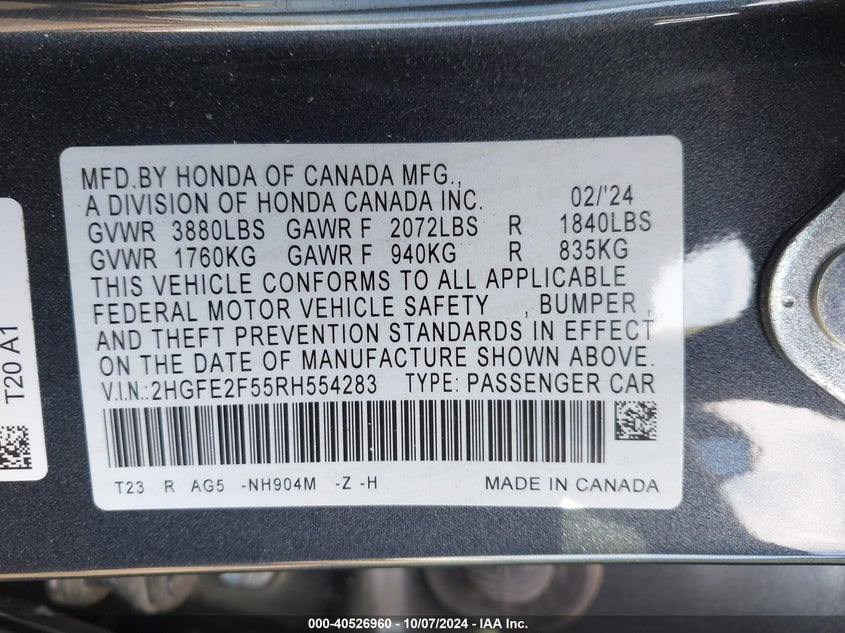 MFD.BY HONDA OF CANADA MFG.,
A DIVISION OF HONDA CANADA INC. 02/'24
GVWR 3880LBS GAWR F 2072LBS R 1840LBS
GVWR 1760KG GAWR F 940KG R 835KG
THIS VEHICLE CONFORMS TO ALL APPLICABLE
FEDERAL MOTOR VEHICLE SAFETY , BUMPER ,
AND THEFT PREVENTION STANDARDS IN EFFECT
ON THE DATE OF MANUFACTURE SHOWN ABOVE.
V.I.N.:2HGFE2F55RH554283 TYPE: PASSENGER CAR
T23 R AG5 -NH904M -Z -H MADE IN CANADA
T20 A1
000-40526960 - 10/07/2024 - IAA Inc.